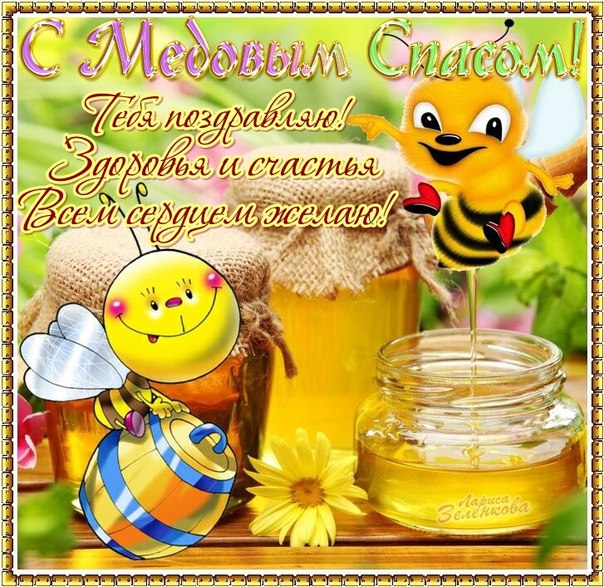 С Медовым Спасом!
Тебя поздравляю!
Здоровья и счастья
Всем сердцем желаю!
Лариса
Зеленкова